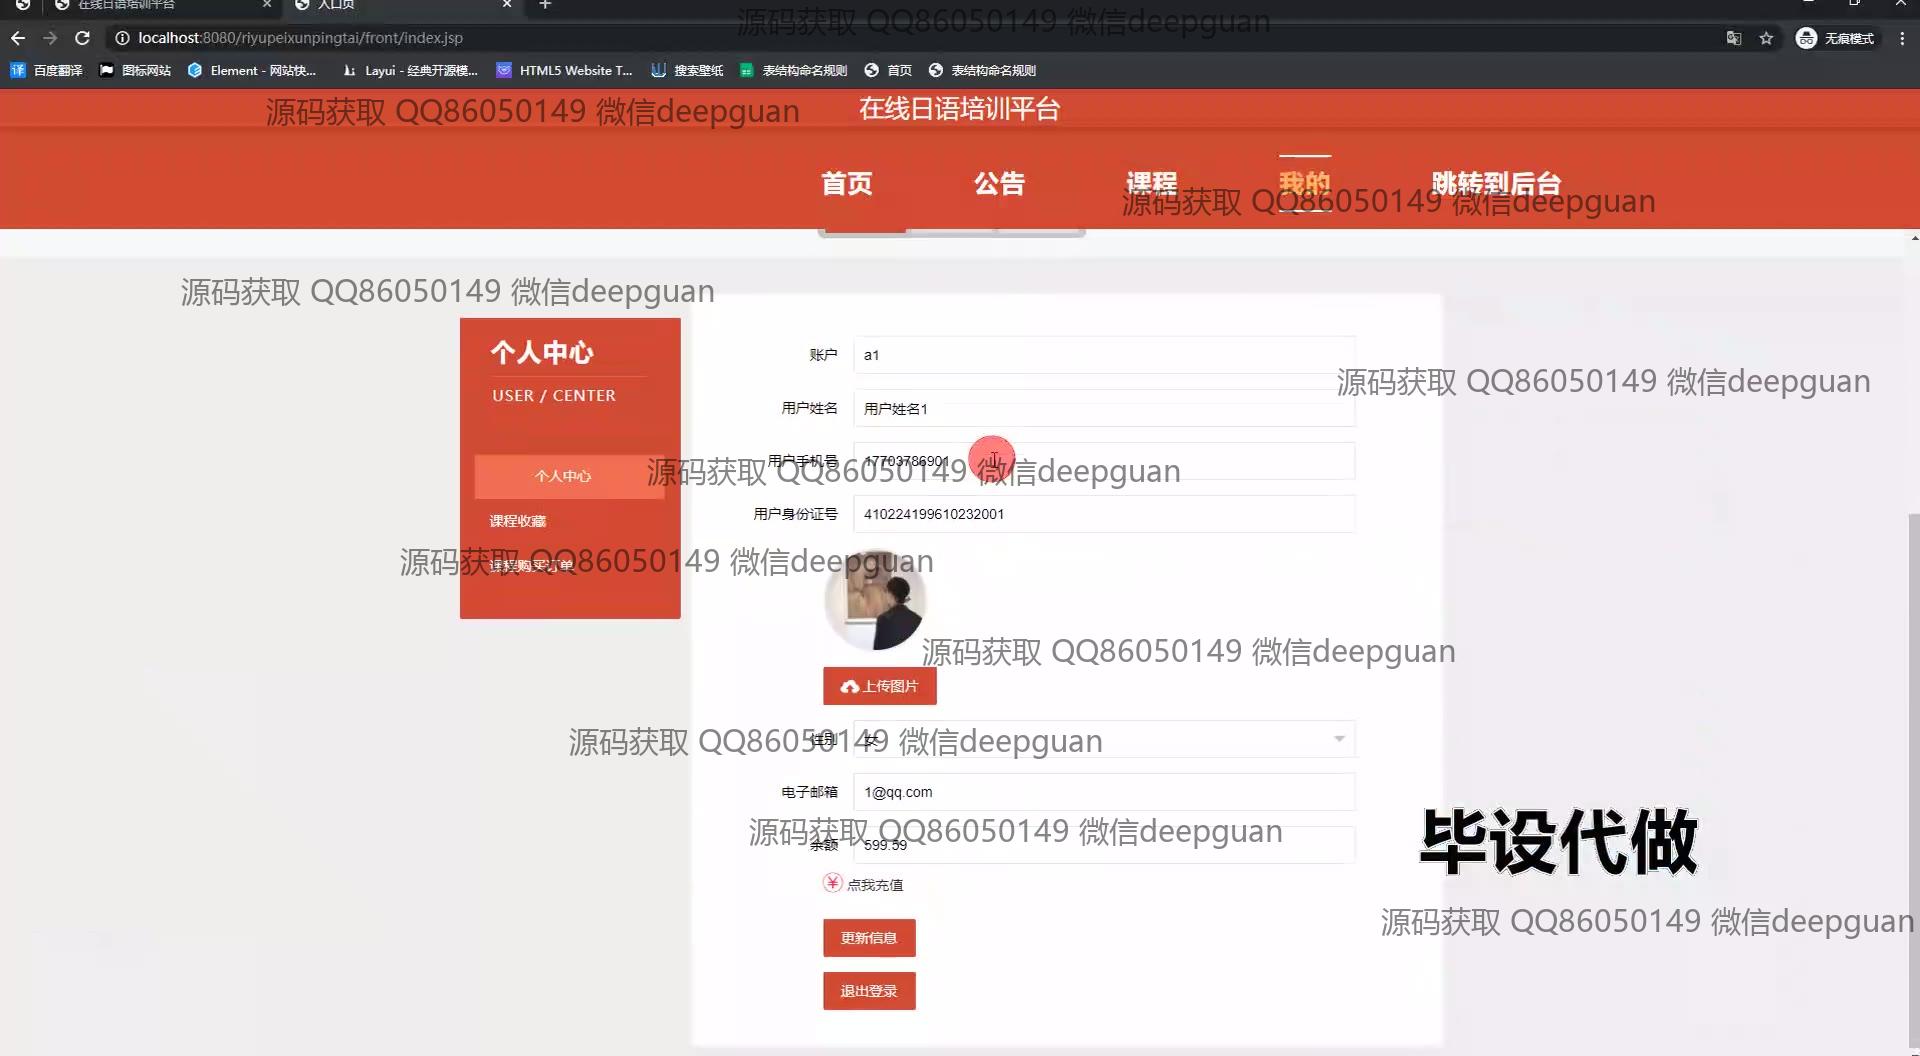 在线日语培训平台
入口页
源码获取 QQ86050149 微信deepguan
localhost:8080/riyupeixunpingtai/front/index.jsp
无痕模式
百度翻译
图标网站
Element - 网站快...
Layui - 经典开源模...
HTML5 Website T...
搜索壁纸
表结构命名规则
首页
表结构命名规则
源码获取 QQ86050149 微信deepguan
在线日语培训平台
首页
公告
课程
我的
跳转到后台
源码获取 QQ86050149 微信deepguan
源码获取 QQ86050149 微信deepguan
个人中心
USER / CENTER
个人中心
课程收藏
课程购买订单
账户
a1
源码获取 QQ86050149 微信deepguan
用户姓名
用户姓名1
用户手机号
17703786901
源码获取 QQ86050149 微信deepguan
用户身份证号
410224199610232001
源码获取 QQ86050149 微信deepguan
源码获取 QQ86050149 微信deepguan
上传图片
性别
女
源码获取 QQ86050149 微信deepguan
电子邮箱
1@qq.com
源码获取 QQ86050149 微信deepguan
余额
599.59
毕设代做
点我充值
源码获取 QQ86050149 微信deepguan
更新信息
退出登录